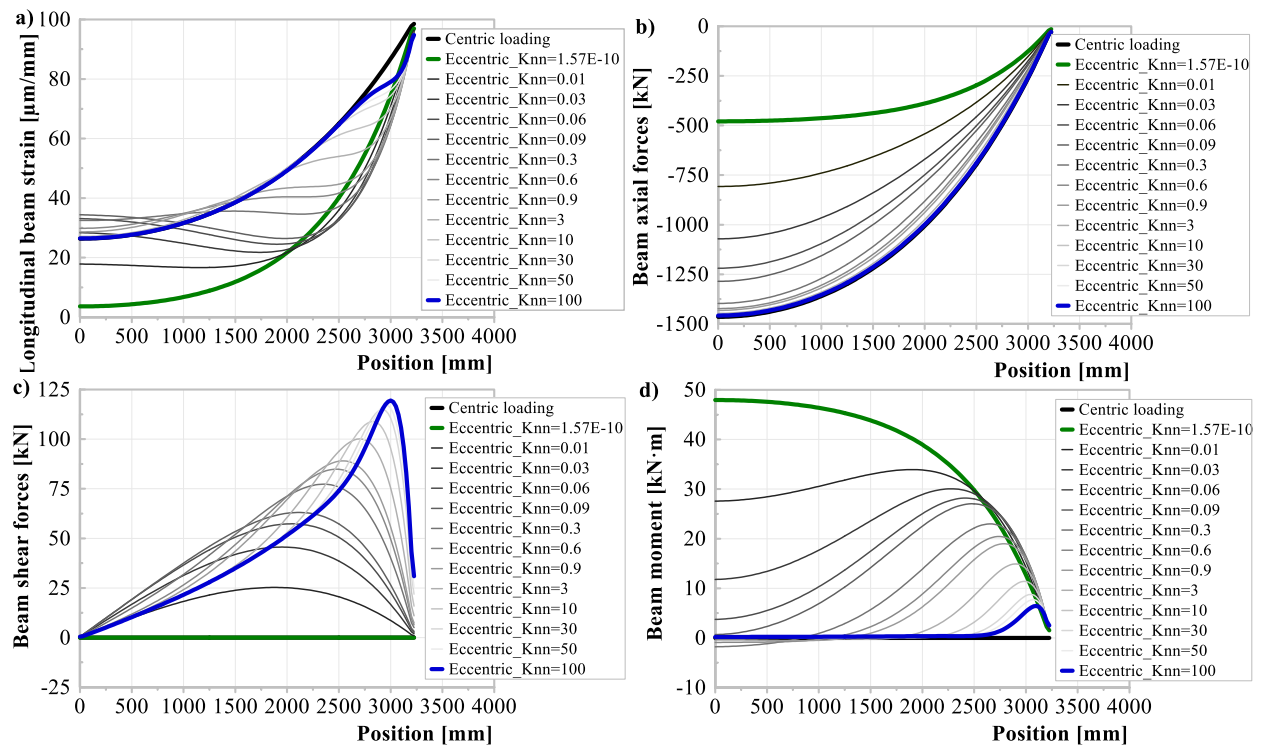 a)
Longitudinal beam strain [µm/mm]
100
80
60
40
20
0
0 500 1000 1500 2000 2500 3000 3500 4000
Position [mm]
Centric loading
Eccentric_Knn=1.57E-10
Eccentric_Knn=0.01
Eccentric_Knn=0.03
Eccentric_Knn=0.06
Eccentric_Knn=0.09
Eccentric_Knn=0.3
Eccentric_Knn=0.6
Eccentric_Knn=0.9
Eccentric_Knn=3
Eccentric_Knn=10
Eccentric_Knn=30
Eccentric_Knn=50
Eccentric_Knn=100
b)
Beam axial forces [kN]
0
-250
-500
-750
-1000
-1250
-1500
0 500 1000 1500 2000 2500 3000 3500 4000
Position [mm]
Centric loading
Eccentric_Knn=1.57E-10
Eccentric_Knn=0.01
Eccentric_Knn=0.03
Eccentric_Knn=0.06
Eccentric_Knn=0.09
Eccentric_Knn=0.3
Eccentric_Knn=0.6
Eccentric_Knn=0.9
Eccentric_Knn=3
Eccentric_Knn=10
Eccentric_Knn=30
Eccentric_Knn=50
Eccentric_Knn=100
c)
Beam shear forces [kN]
125
100
75
50
25
0
-25
0 500 1000 1500 2000 2500 3000 3500 4000
Position [mm]
Centric loading
Eccentric_Knn=1.57E-10
Eccentric_Knn=0.01
Eccentric_Knn=0.03
Eccentric_Knn=0.06
Eccentric_Knn=0.09
Eccentric_Knn=0.3
Eccentric_Knn=0.6
Eccentric_Knn=0.9
Eccentric_Knn=3
Eccentric_Knn=10
Eccentric_Knn=30
Eccentric_Knn=50
Eccentric_Knn=100
d)
Beam moment [kN·m]
50
40
30
20
10
0
-10
0 500 1000 1500 2000 2500 3000 3500 4000
Position [mm]
Centric loading
Eccentric_Knn=1.57E-10
Eccentric_Knn=0.01
Eccentric_Knn=0.03
Eccentric_Knn=0.06
Eccentric_Knn=0.09
Eccentric_Knn=0.3
Eccentric_Knn=0.6
Eccentric_Knn=0.9
Eccentric_Knn=3
Eccentric_Knn=10
Eccentric_Knn=30
Eccentric_Knn=50
Eccentric_Knn=100